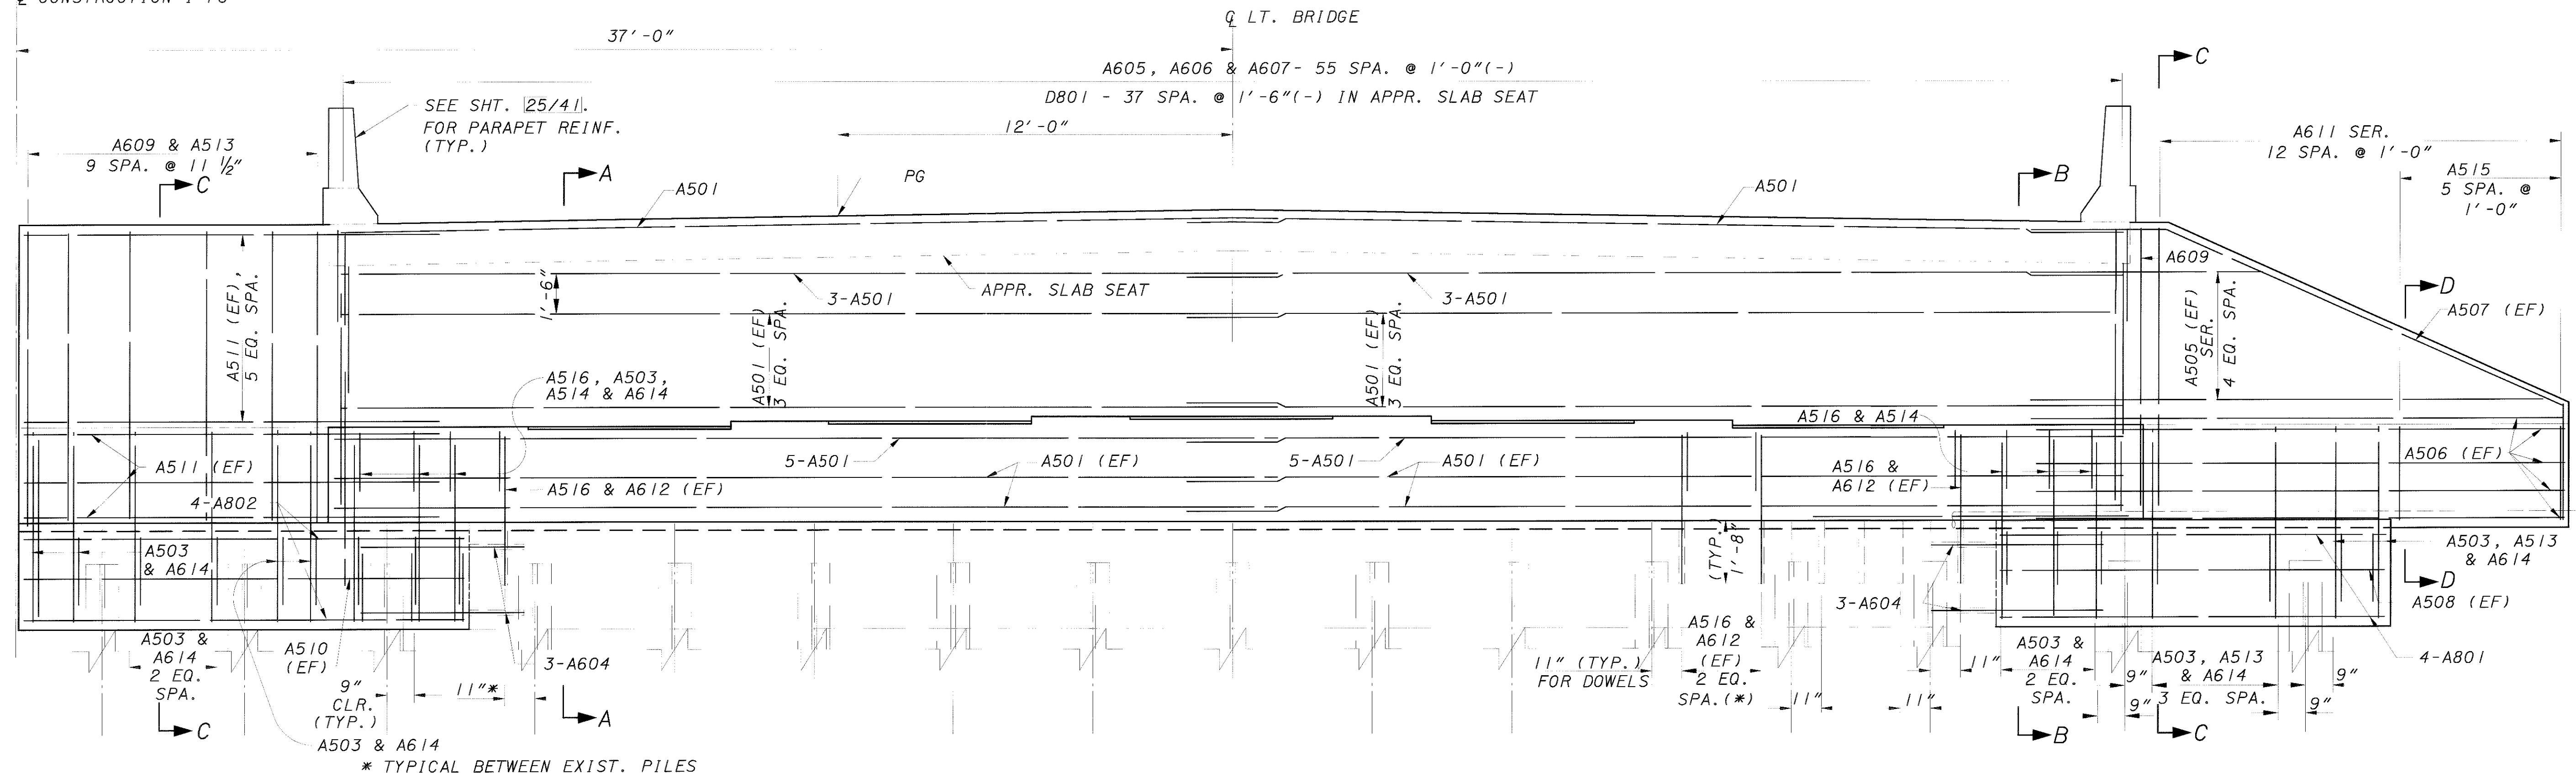 ℄ LT. BRIDGE
37'-0"
C
A605, A606 & A607- 55 SPA. @ 1'-0"(-)
D801 - 37 SPA. @ 1'-6"(-) IN APPR. SLAB SEAT
12'-0"
SEE SHT. 25/41.
FOR PARAPET REINF.
(TYP.)
A609 & A513
9 SPA. @ 11 1/2"
C
A
A501
PG
A501
B
A611 SER.
12 SPA. @ 1'-0"
A515
5 SPA. @
1'-0"
A511 (EF),
5 EQ. SPA.
1'-6"
3-A501
APPR. SLAB SEAT
3-A501
A609
A501 (EF)
3 EQ. SPA.
A501 (EF)
3 EQ. SPA.
A505 (EF)
SER.
4 EQ. SPA.
D
A507 (EF)
A516, A503,
A514 & A614
A516 & A514
A511 (EF)
5-A501
A501 (EF)
5-A501
A501 (EF)
A516 &
A612 (EF)
A506 (EF)
4-A802
A516 & A612 (EF)
A503
& A614
(TYP.)
1'-8"
A503, A513
& A614
D
A508 (EF)
3-A604
A503 &
A614
2 EQ.
SPA.
A510
(EF)
3-A604
A516 &
A612
(EF)
2 EQ.
SPA.(*)
11" (TYP.)
FOR DOWELS
11"
A503 &
A614
2 EQ.
SPA.
A503, A513
& A614
3 EQ. SPA.
4-A801
9"
CLR.
(TYP.)
11"*
11"
11"
9"
9"
9"
9"
C
A
B
C
A503 & A614
* TYPICAL BETWEEN EXIST. PILES